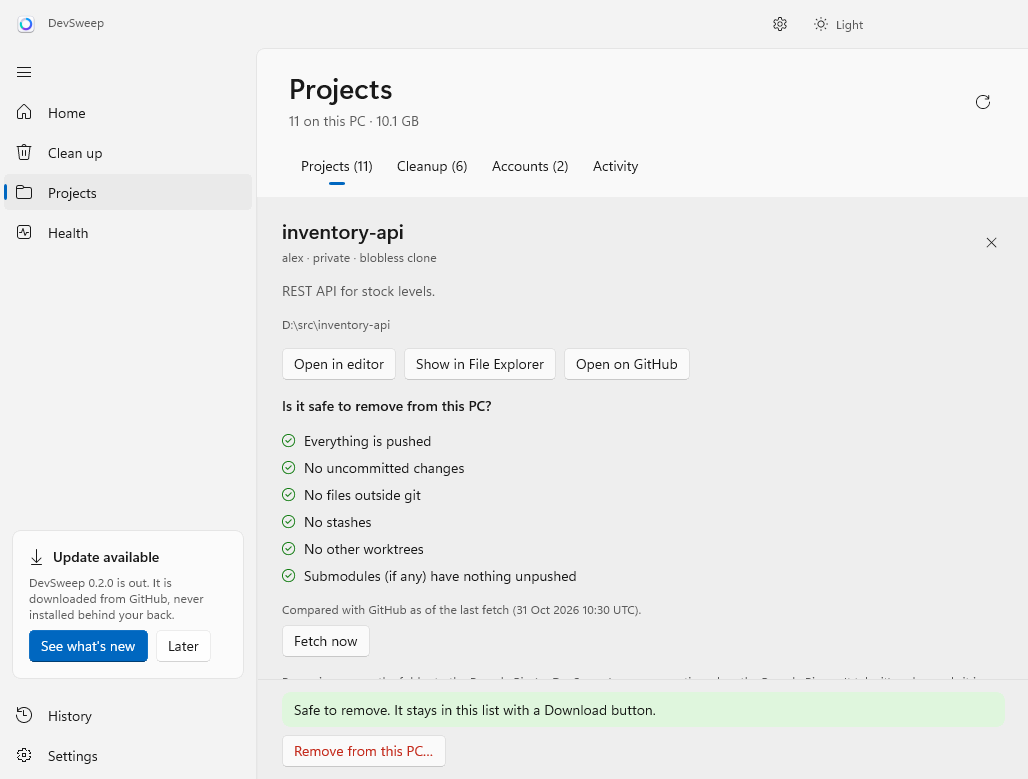 DevSweep
Light
Home
Clean up
Projects
Health
Update available
DevSweep 0.2.0 is out. It is
downloaded from GitHub, never
installed behind your back.
See what's new
Later
History
Settings
Projects
11 on this PC · 10.1 GB
Projects (11)
Cleanup (6)
Accounts (2)
Activity
inventory-api
alex · private · blobless clone
REST API for stock levels.
D:\src\inventory-api
Open in editor
Show in File Explorer
Open on GitHub
Is it safe to remove from this PC?
Everything is pushed
No uncommitted changes
No files outside git
No stashes
No other worktrees
Submodules (if any) have nothing unpushed
Compared with GitHub as of the last fetch (31 Oct 2026 10:30 UTC).
Fetch now
Safe to remove. It stays in this list with a Download button.
Remove from this PC...